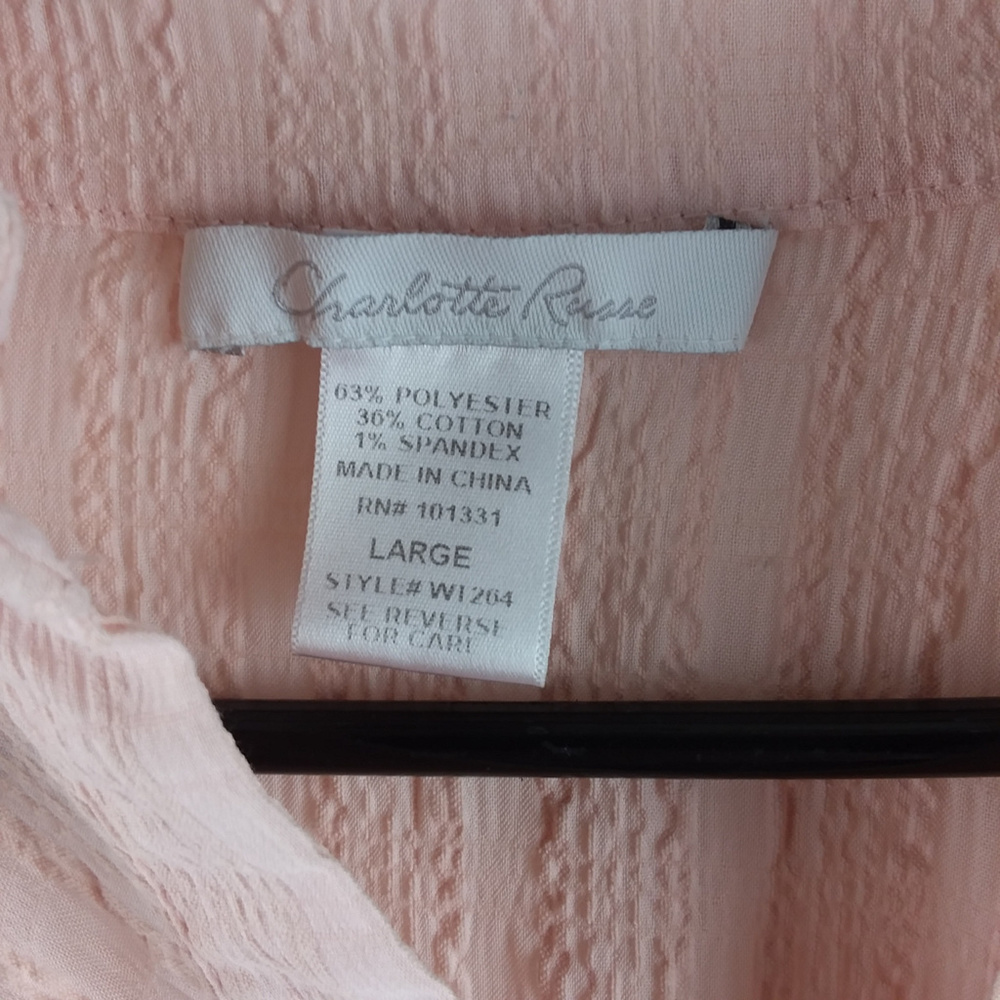 Charlotte Russe
63% POLYESTER
36% COTTON
1% SPANDEX
MADE IN CHINA
RN# 101331
LARGE
STYLE# WT264
SEE REVERSE
FOR CARE